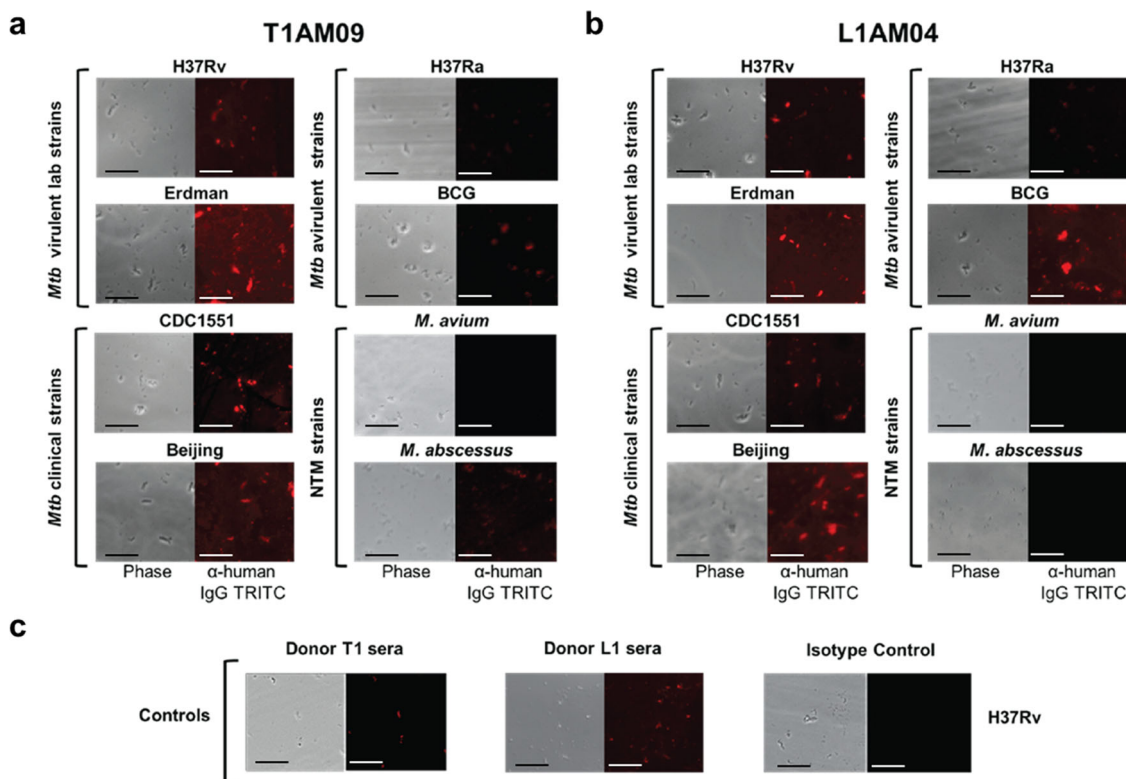 a
T1AM09
H37Rv
H37Ra
Mtb virulent lab strains
Mtb avirulent strains
Erdman
BCG
CDC1551
M. avium
Mtb clinical strains
NTM strains
Beijing
M. abscessus
Phase
α-human
IgG TRITC
Phase
α-human
IgG TRITC
b
L1AM04
H37Rv
H37Ra
Mtb virulent lab strains
Mtb avirulent strains
Erdman
BCG
CDC1551
M. avium
Mtb clinical strains
NTM strains
Beijing
M. abscessus
Phase
α-human
IgG TRITC
Phase
α-human
IgG TRITC
c
Donor T1 sera
Donor L1 sera
Isotype Control
Controls
H37Rv